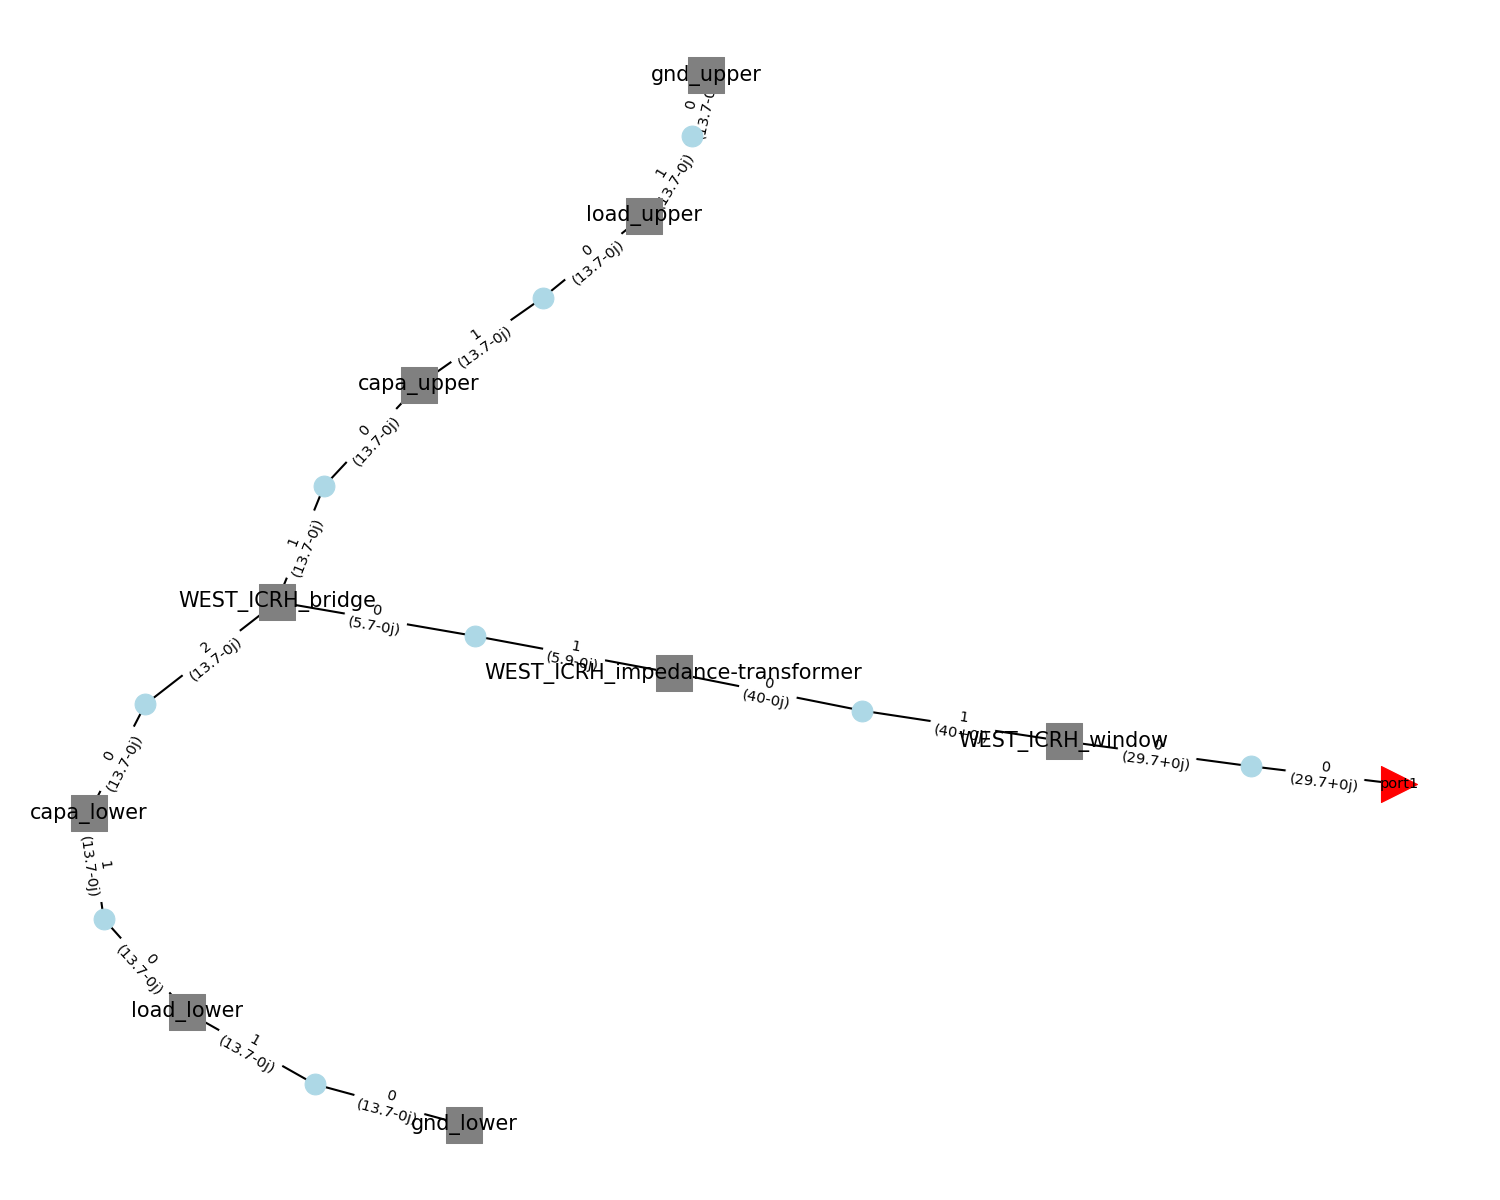 gnd_upper
0
(13.7-0j)
1
(13.7-0j)
load_upper
0
(13.7-0j)
1
(13.7-0j)
capa_upper
0
(13.7-0j)
1
(13.7-0j)
WEST_ICRH_bridge
0
(5.7-0j)
1
(5.9-0j)
WEST_ICRH_impedance-transformer
0
(40-0j)
1
(40+0j)
WEST_ICRH_window
0
(29.7+0j)
0
(29.7+0j)
port1
2
(13.7-0j)
0
(13.7-0j)
capa_lower
1
(13.7-0j)
0
(13.7-0j)
load_lower
1
(13.7-0j)
0
(13.7-0j)
gnd_lower